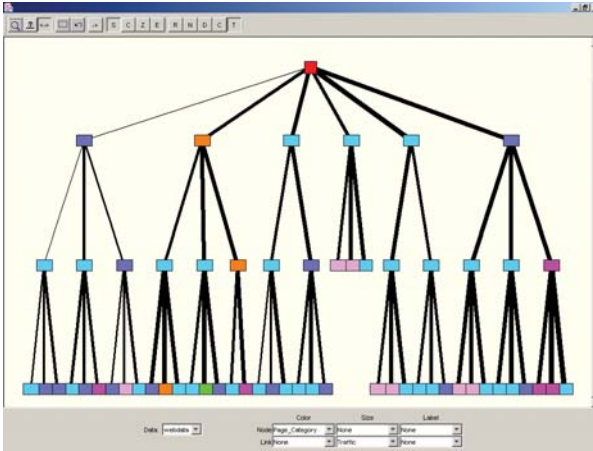 S C Z E R N D C T
Color Size Label
Data: webdata Node Page_Category None None
Link None Traffic None